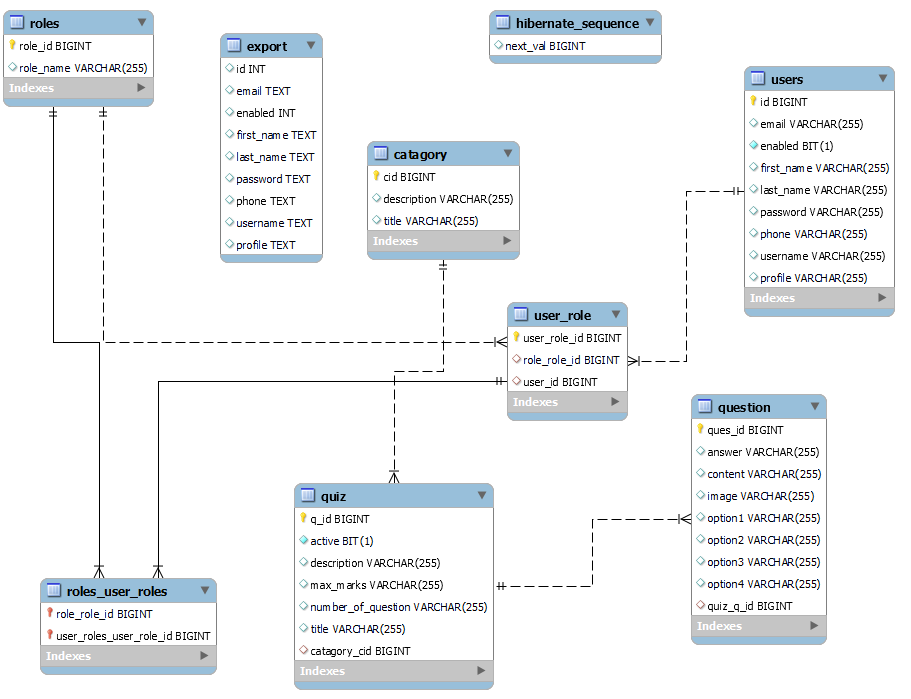 roles
role_id BIGINT
role_name VARCHAR(255)
Indexes
export
id INT
email TEXT
enabled INT
first_name TEXT
last_name TEXT
password TEXT
phone TEXT
username TEXT
profile TEXT
hibernate_sequence
next_val BIGINT
users
id BIGINT
email VARCHAR(255)
enabled BIT(1)
first_name VARCHAR(255)
last_name VARCHAR(255)
password VARCHAR(255)
phone VARCHAR(255)
username VARCHAR(255)
profile VARCHAR(255)
Indexes
catagory
cid BIGINT
description VARCHAR(255)
title VARCHAR(255)
Indexes
user_role
user_role_id BIGINT
role_role_id BIGINT
user_id BIGINT
Indexes
question
ques_id BIGINT
answer VARCHAR(255)
content VARCHAR(255)
image VARCHAR(255)
option1 VARCHAR(255)
option2 VARCHAR(255)
option3 VARCHAR(255)
option4 VARCHAR(255)
quiz_q_id BIGINT
Indexes
quiz
q_id BIGINT
active BIT(1)
description VARCHAR(255)
max_marks VARCHAR(255)
number_of_question VARCHAR(255)
title VARCHAR(255)
catagory_cid BIGINT
Indexes
roles_user_roles
role_role_id BIGINT
user_roles_user_role_id BIGINT
Indexes